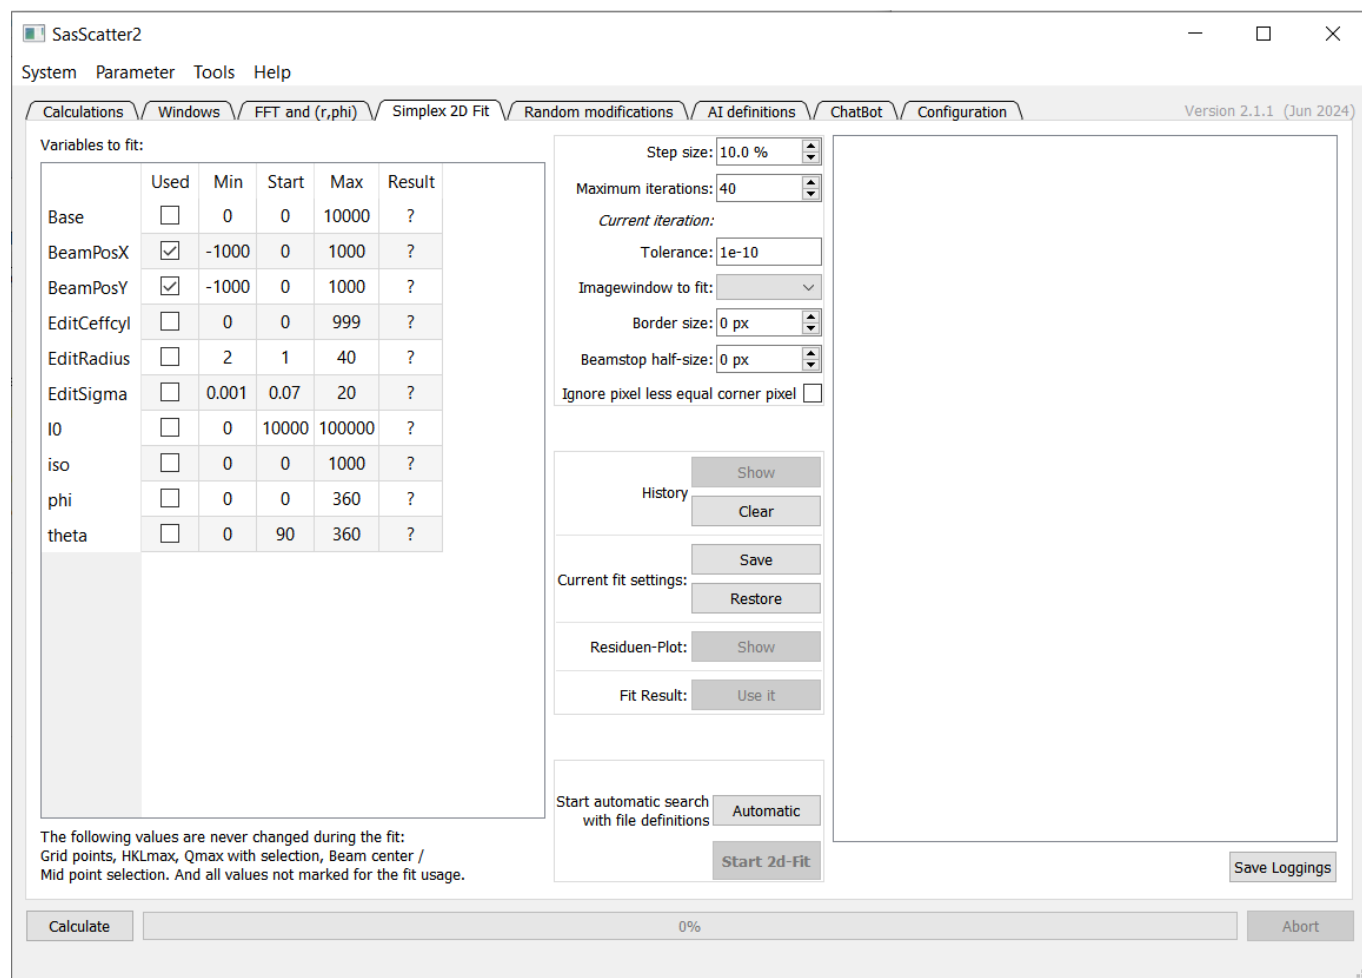 SasScatter2
System Parameter Tools Help
Calculations Windows FFT and (r,phi) Simplex 2D Fit Random modifications AI definitions ChatBot Configuration Version 2.1.1 (Jun 2024)
Variables to fit:
Used Min Start Max Result
Base 0 0 10000 ?
BeamPosX -1000 0 1000 ?
BeamPosY -1000 0 1000 ?
EditCeffcyl 0 0 999 ?
EditRadius 2 1 40 ?
EditSigma 0.001 0.07 20 ?
I0 0 10000 100000 ?
iso 0 0 1000 ?
phi 0 0 360 ?
theta 0 90 360 ?
The following values are never changed during the fit:
Grid points, HKLmax, Qmax with selection, Beam center /
Mid point selection. And all values not marked for the fit usage.
Step size: 10.0 %
Maximum iterations: 40
Current iteration:
Tolerance: 1e-10
Imagewindow to fit:
Border size: 0 px
Beamstop half-size: 0 px
Ignore pixel less equal corner pixel
Show
History
Clear
Save
Current fit settings:
Restore
Residuen-Plot: Show
Fit Result: Use it
Start automatic search
with file definitions
Automatic
Start 2d-Fit
Save Loggings
Calculate 0% Abort